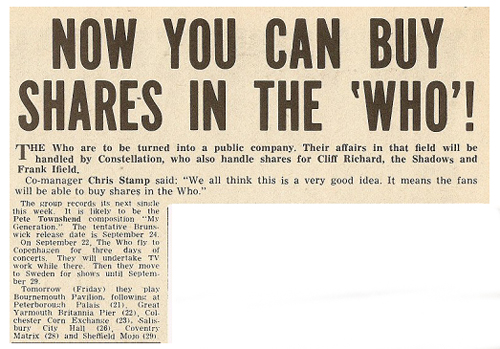 NOW YOU CAN BUY
SHARES IN THE 'WHO'!
THE Who are to be turned into a public company. Their affairs in that field will be
handled by Constellation, who also handle shares for Cliff Richard, the Shadows and
Frank Ifield.
Co-manager Chris Stamp said: "We all think this is a very good idea. It means the fans
will be able to buy shares in the Who."
The group records its next single
this week. It is likely to be the
Pete Townshend composition "My
Generation." The tentative Bruns-
wick release date is September 24.
On September 22, The Who fly to
Copenhagen for three days of
concerts. They will undertake TV
work while there. Then they move
to Sweden for shows until Septem-
ber 29.
Tomorrow (Friday) they play
Bournemouth Pavilion, following at
Peterborough Palais (21), Great
Yarmouth Britannia Pier (22), Col-
chester Corn Exchange (23), Salis-
bury City Hall (26), Coventry
Matrix (28) and Sheffield Mojo (29).